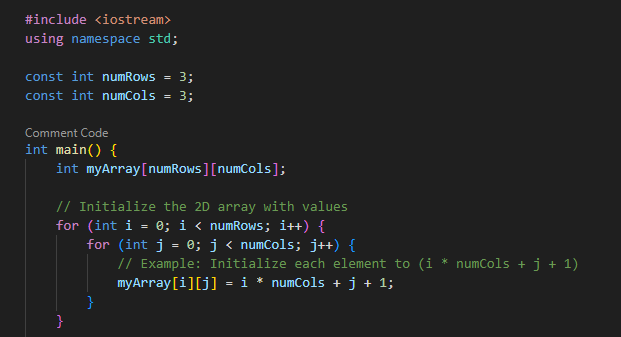 #include <iostream>
using namespace std;
const int numRows = 3;
const int numCols = 3;
Comment Code
int main() {
int myArray[numRows][numCols];
// Initialize the 2D array with values
for (int i = 0; i < numRows; i++) {
for (int j = 0; j < numCols; j++) {
// Example: Initialize each element to (i * numCols + j + 1)
myArray[i][j] = i * numCols + j + 1;
}
}